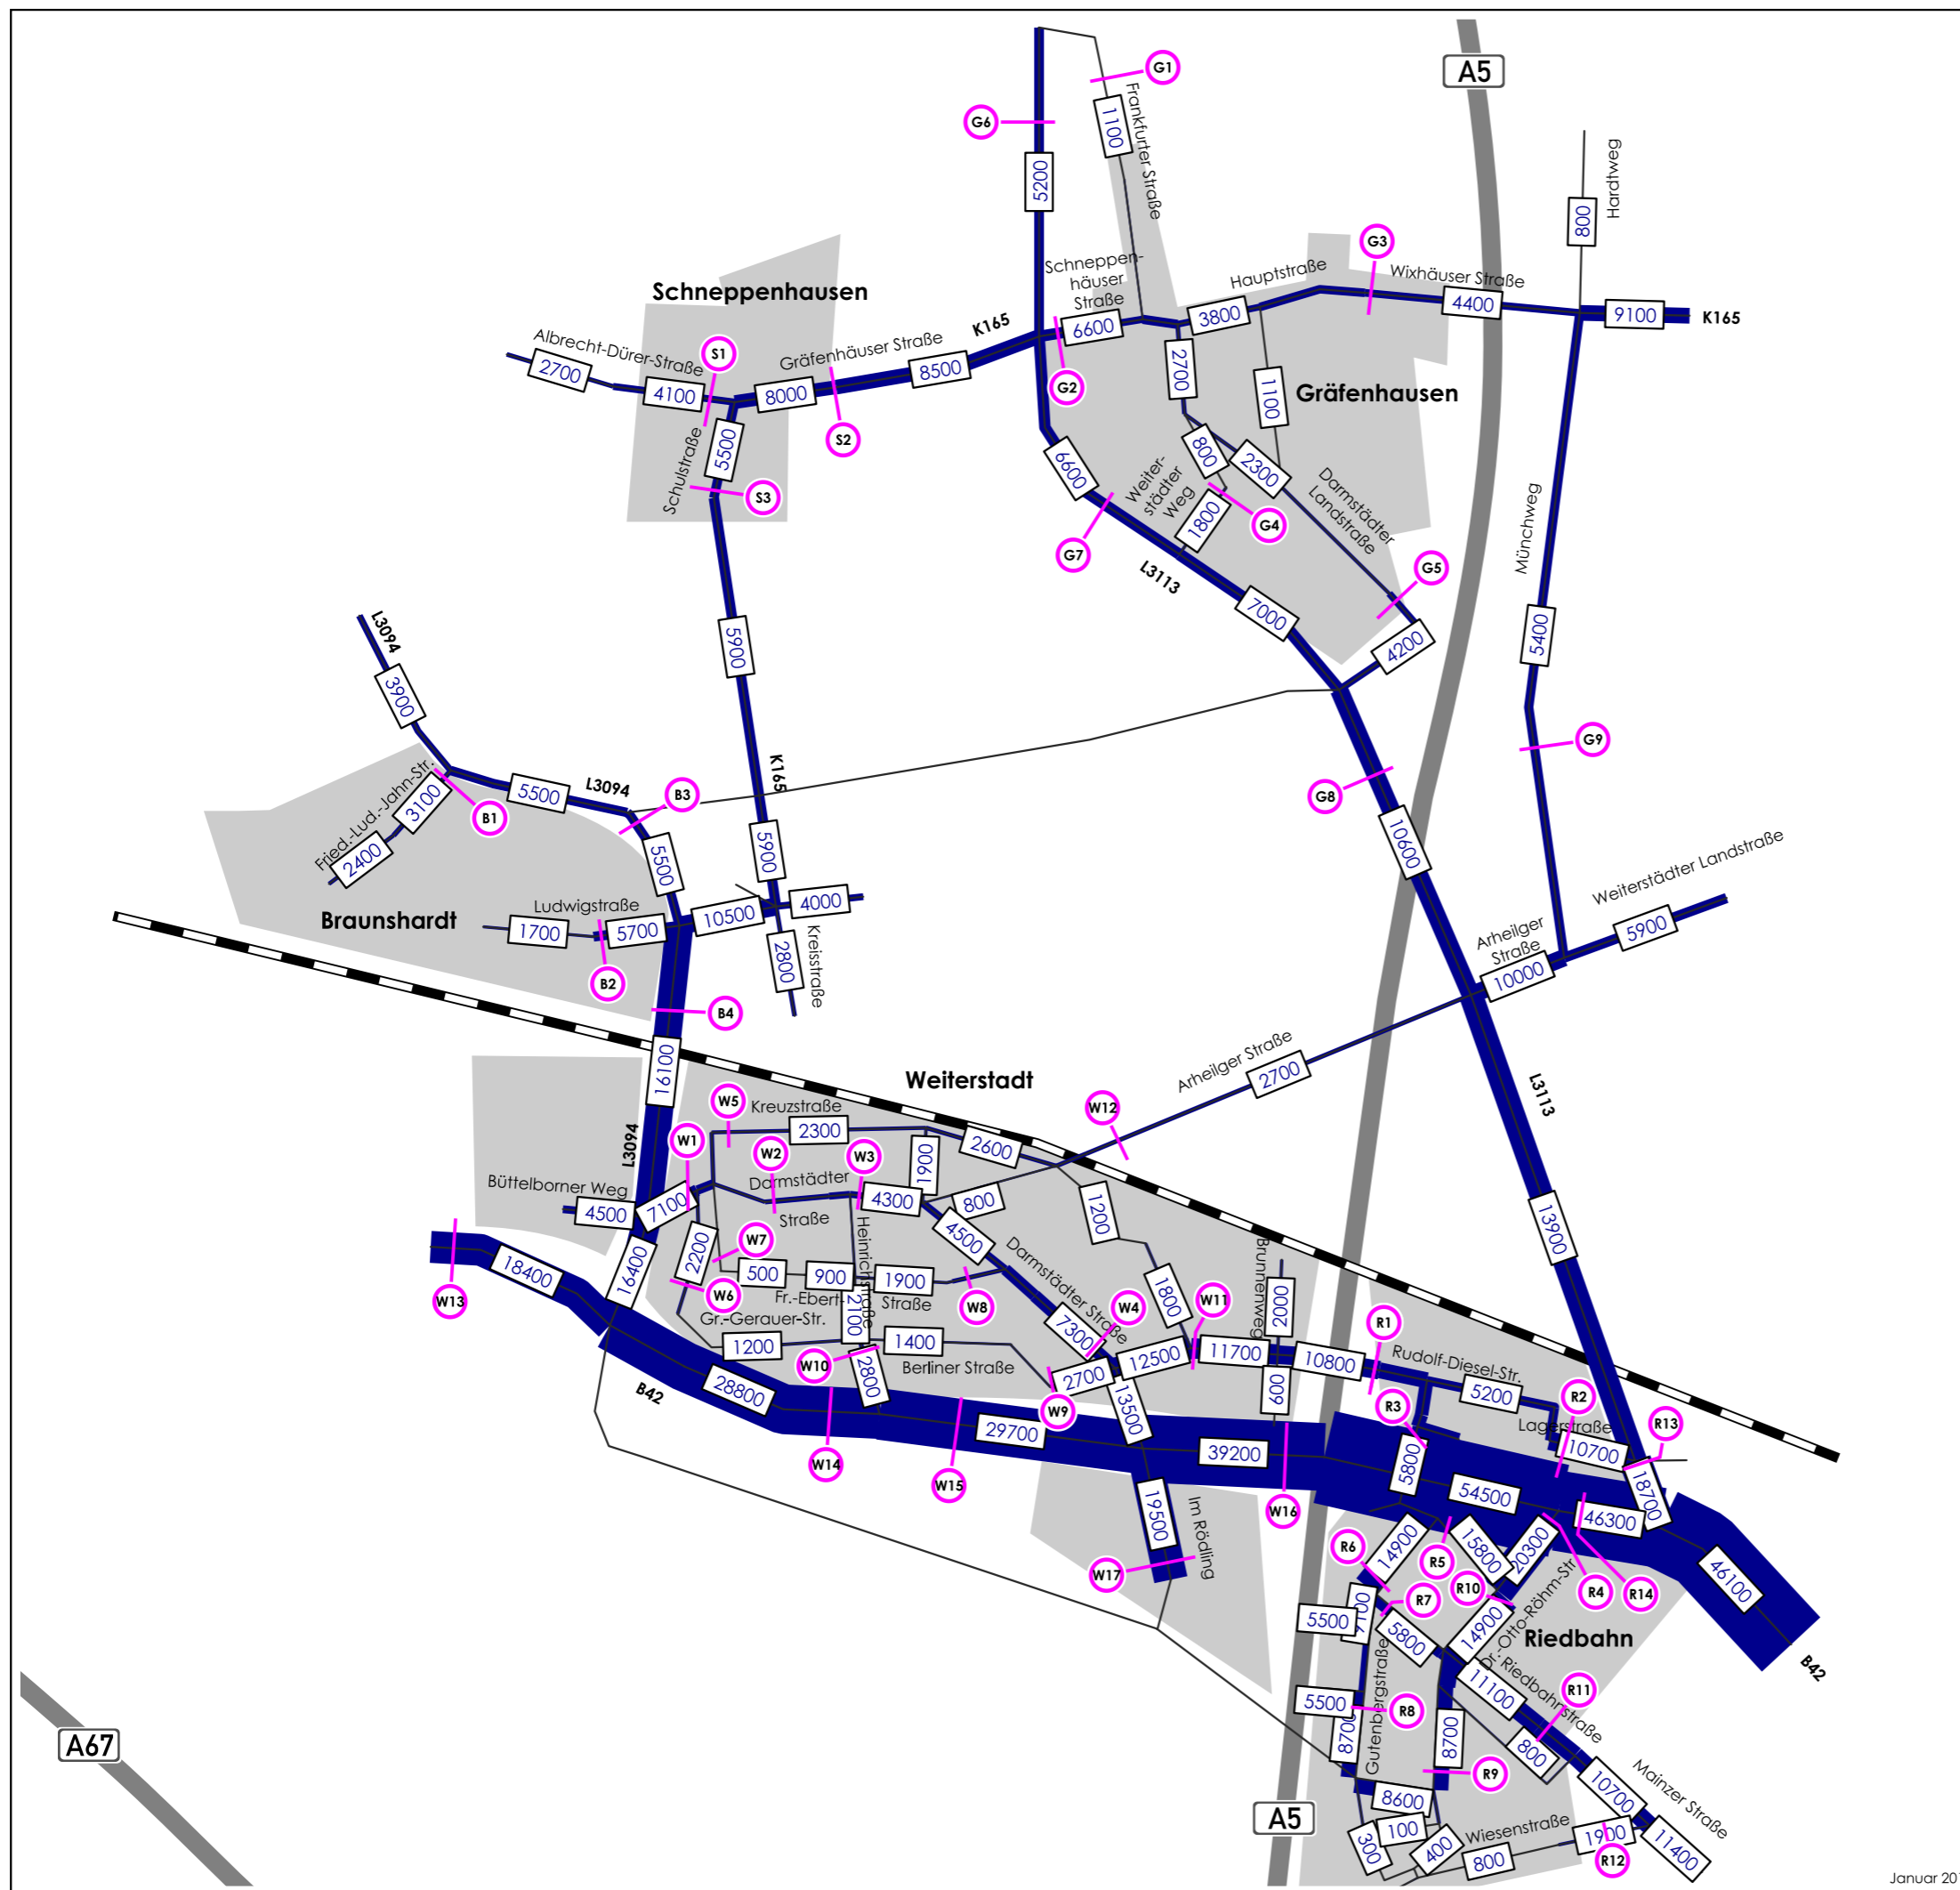 G1
A5
G6
1100
Frankfurter Straße
5200
Hardtweg
800
G3
Schneppen-
häuser
Straße
Hauptstraße
Wixhäuser Straße
Schneppenhausen
K165
6600
3800
4400
9100
K165
Albrecht-Dürer-Straße
S1
Gräfenhäuser Straße
2700
4100
8000
8500
G2
2700
1100
Gräfenhausen
Schulstraße
5500
S2
S3
6600
800
2300
Weiter-
städter
Weg
1800
G4
Darmstädter
Landstraße
G7
Münchweg
L3113
G5
7000
4200
5900
5400
L3094
3900
G9
Fried.-Lud.-Jahn-Str.
3100
5500
L3094
B3
K165
G8
B1
2400
10600
5500
5900
Weiterstädter Landstraße
Ludwigstraße
4000
Braunshardt
1700
5700
10500
5900
Arheilger
Straße
10000
B2
2800
Kreisstraße
B4
16100
Weiterstadt
Arheilger Straße
2700
L3113
W5
Kreuzstraße
W12
2300
2600
L3094
W1
W2
W3
1900
Büttelborner Weg
Darmstädter
4500
7100
4300
800
1200
Straße
Heinrichstraße
W7
2200
4500
Darmstädter Straße
Brunnenweg
13900
18400
16400
500
900
1900
1800
W6
W13
Fr.-Ebert-
Straße
W8
W4
W11
2000
Gr.-Gerauer-Str.
2100
7300
R1
1200
1400
12500
11700
10800
Rudolf-Diesel-Str.
W10
Berliner Straße
2800
2700
600
5200
B42
28800
W9
13500
R3
R2
Lagerstraße
R13
29700
39200
5800
10700
W14
W15
54500
18700
W16
46300
19500
Im Rödling
R6
14900
R5
15800
20300
46100
W17
R10
R4
R14
R7
5500
9100
5800
14900
Dr.-Otto-Röhm-Str.
Riedbahn
B42
Gutenbergstraße
11100
Riedbahnstraße
R11
5500
R8
8700
8700
800
A67
R9
10700
Mainzer Straße
A5
8600
100
300
400
Wiesenstraße
800
1900
R12
11400
Januar 20